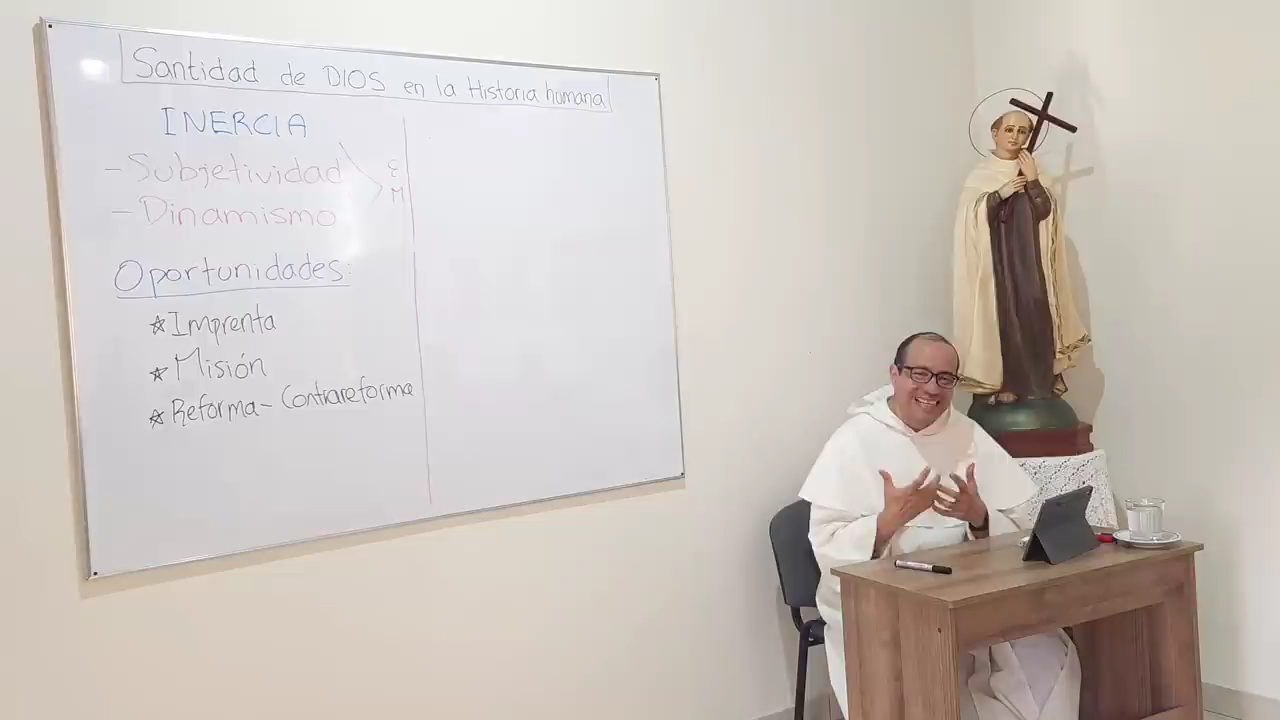 Santidad de DIOS en la Historia humana
INERCIA
- Subjetividad
- Dinamismo
E
M
Oportunidades:
☆ Imprenta
☆ Misión
☆ Reforma - Contrareforma